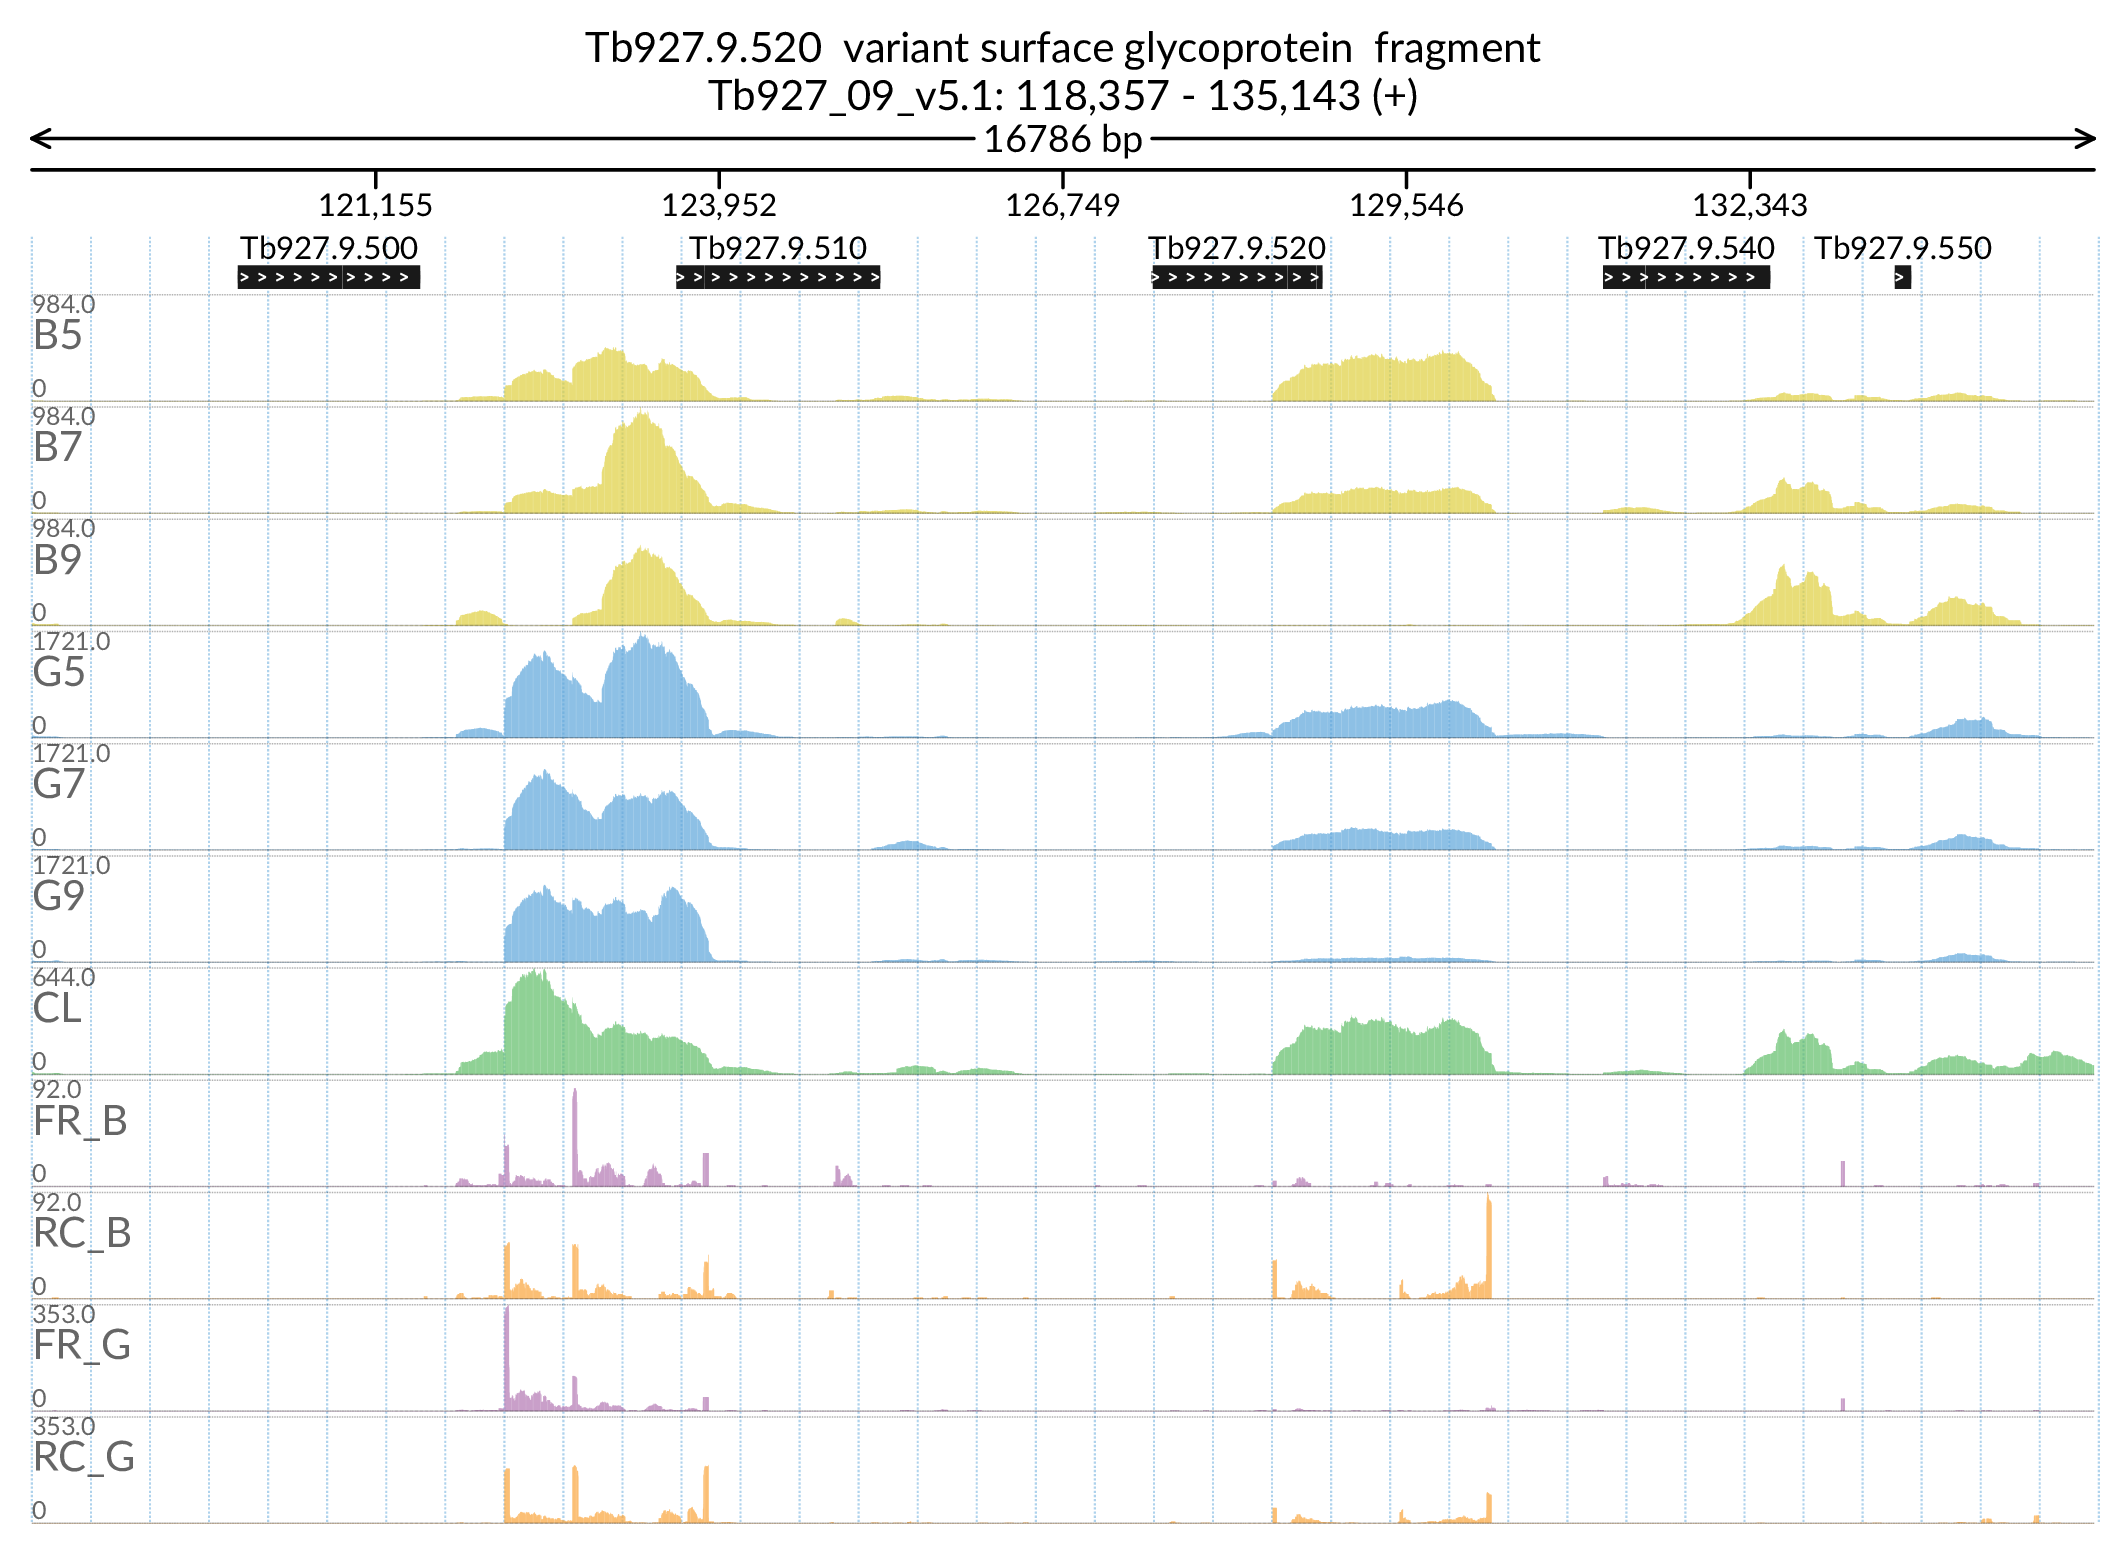 Tb927.9.520 variant surface glycoprotein fragment
Tb927_09_v5.1: 118,357 - 135,143 (+)
16786 bp
121,155 123,952 126,749 129,546 132,343
Tb927.9.500 Tb927.9.510 Tb927.9.520 Tb927.9.540 Tb927.9.550
984.0
B5
0
984.0
B7
0
984.0
B9
0
1721.0
G5
0
1721.0
G7
0
1721.0
G9
0
644.0
CL
0
92.0
FR_B
0
92.0
RC_B
0
353.0
FR_G
0
353.0
RC_G
0